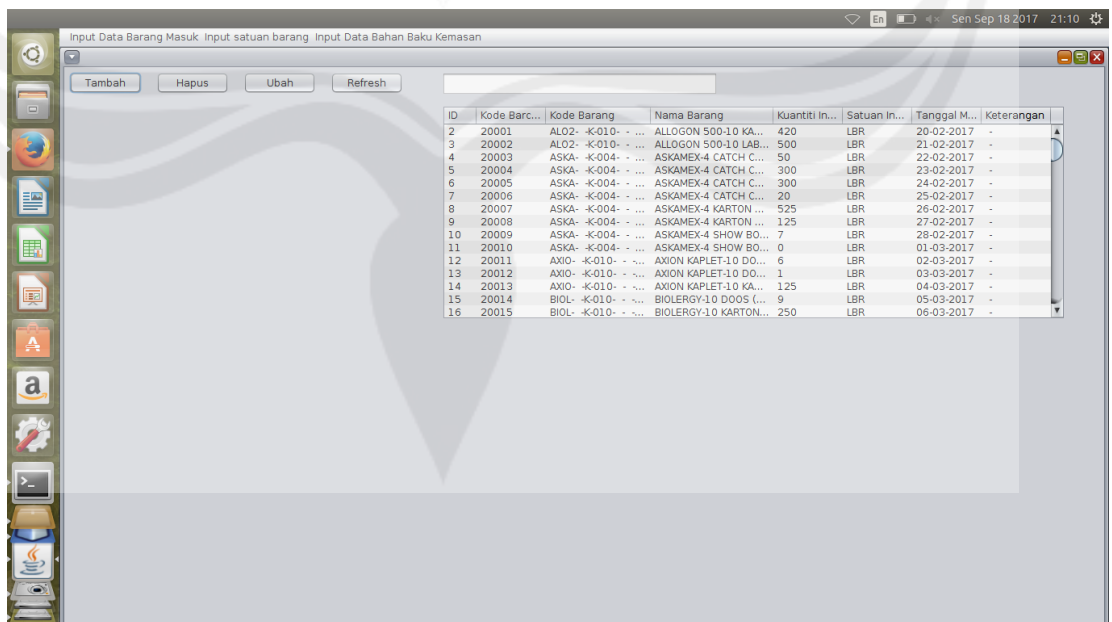 En Sen Sep 18 2017 21:10
Input Data Barang Masuk Input satuan barang Input Data Bahan Baku Kemasan
Tambah Hapus Ubah Refresh
ID Kode Barc... Kode Barang Nama Barang Kuantiti In... Satuan In... Tanggal M... Keterangan
2 20001 ALO2- -K-010- - ... ALLOGON 500-10 KA... 420 LBR 20-02-2017 -
3 20002 ALO2- -K-010- - ... ALLOGON 500-10 LAB... 500 LBR 21-02-2017 -
4 20003 ASKA- -K-004- - ... ASKAMEX-4 CATCH C... 50 LBR 22-02-2017 -
5 20004 ASKA- -K-004- - ... ASKAMEX-4 CATCH C... 300 LBR 23-02-2017 -
6 20005 ASKA- -K-004- - ... ASKAMEX-4 CATCH C... 300 LBR 24-02-2017 -
7 20006 ASKA- -K-004- - ... ASKAMEX-4 CATCH C... 20 LBR 25-02-2017 -
8 20007 ASKA- -K-004- - ... ASKAMEX-4 KARTON ... 525 LBR 26-02-2017 -
9 20008 ASKA- -K-004- - ... ASKAMEX-4 KARTON ... 125 LBR 27-02-2017 -
10 20009 ASKA- -K-004- - ... ASKAMEX-4 SHOW BO... 7 LBR 28-02-2017 -
11 20010 ASKA- -K-004- - ... ASKAMEX-4 SHOW BO... 0 LBR 01-03-2017 -
12 20011 AXIO- -K-010- - -... AXION KAPLET-10 DO... 6 LBR 02-03-2017 -
13 20012 AXIO- -K-010- - -... AXION KAPLET-10 DO... 1 LBR 03-03-2017 -
14 20013 AXIO- -K-010- - -... AXION KAPLET-10 KA... 125 LBR 04-03-2017 -
15 20014 BIOL- -K-010- - -... BIOLERGY-10 DOOS (... 9 LBR 05-03-2017 -
16 20015 BIOL- -K-010- - -... BIOLERGY-10 KARTON... 250 LBR 06-03-2017 -